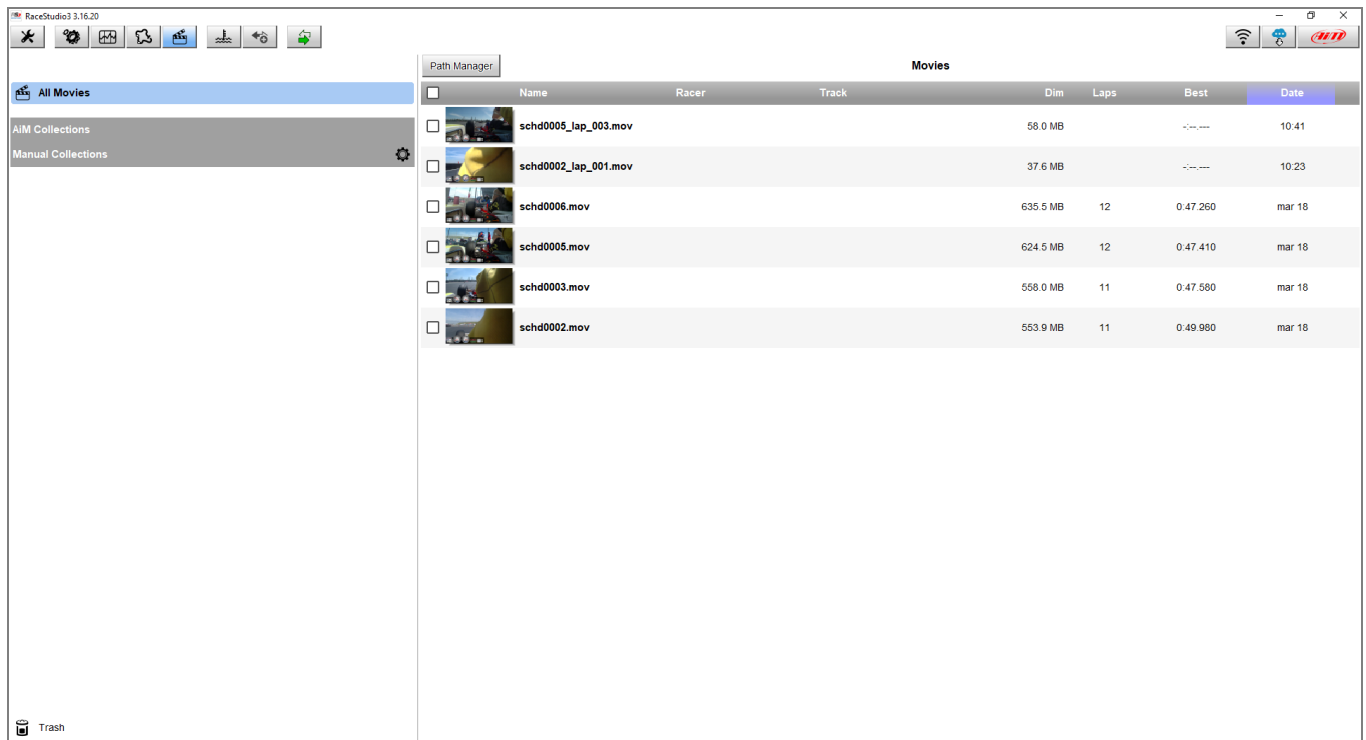 RaceStudio3 3.16.20
AiM
Path Manager
Movies
All Movies
AiM Collections
Manual Collections
Name Racer Track Dim Laps Best Date
schd0005_lap_003.mov 58.0 MB -:--.--- 10:41
schd0002_lap_001.mov 37.6 MB -:--.--- 10:23
schd0006.mov 635.5 MB 12 0:47.260 mar 18
schd0005.mov 624.5 MB 12 0:47.410 mar 18
schd0003.mov 558.0 MB 11 0:47.580 mar 18
schd0002.mov 553.9 MB 11 0:49.980 mar 18
Trash